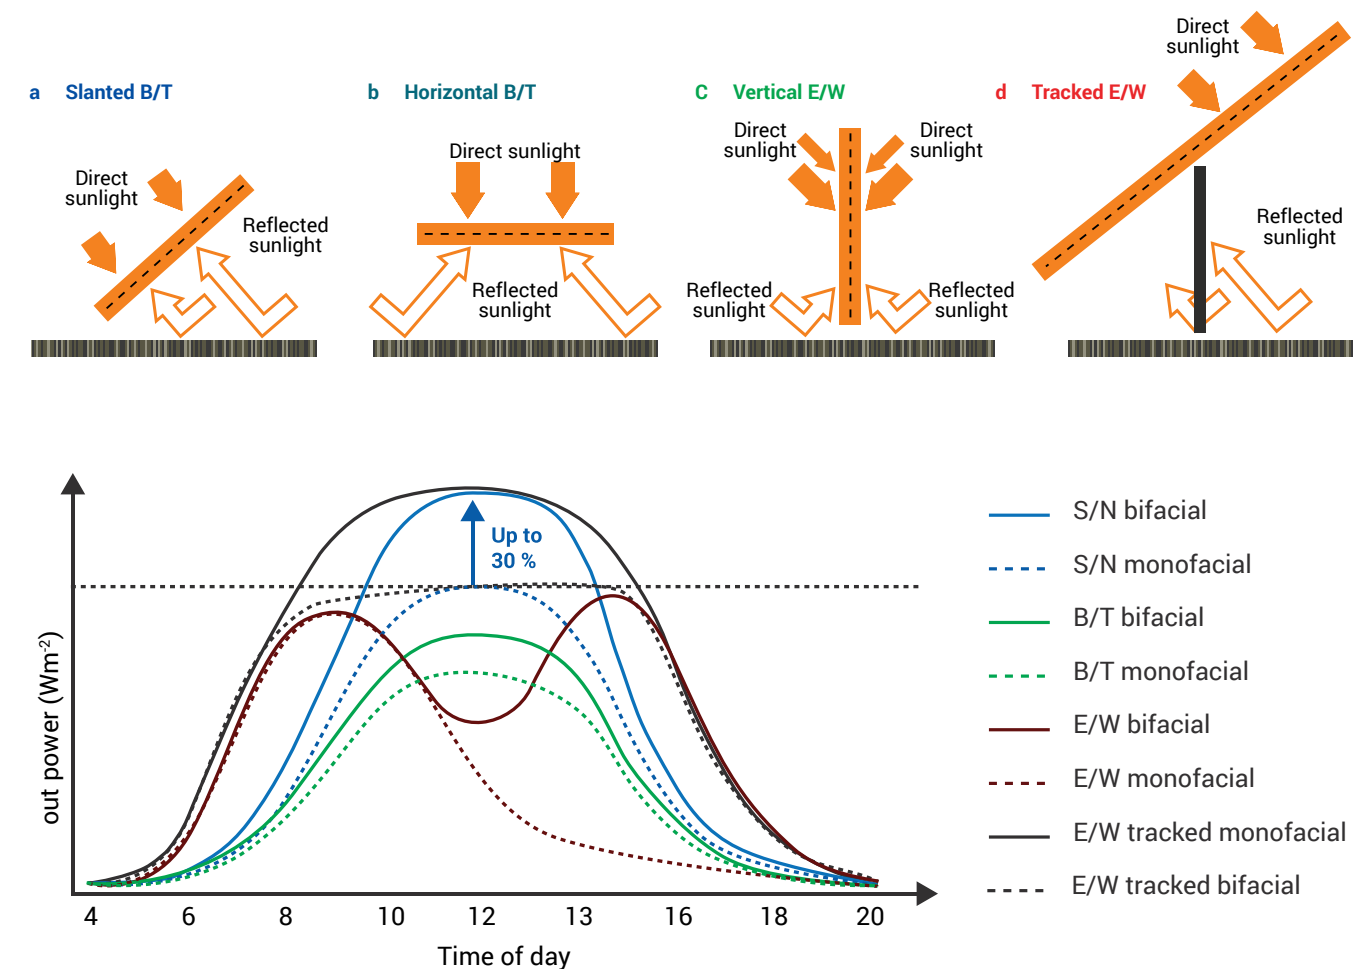 a Slanted B/T
b Horizontal B/T
C Vertical E/W
d Tracked E/W
Direct
sunlight
Reflected
sunlight
Direct sunlight
Reflected
sunlight
Direct
sunlight
Direct
sunlight
Reflected
sunlight
Reflected
sunlight
Direct
sunlight
Reflected
sunlight
out power (Wm-2)
Up to
30 %
4 6 8 10 12 13 16 18 20
Time of day
S/N bifacial
S/N monofacial
B/T bifacial
B/T monofacial
E/W bifacial
E/W monofacial
E/W tracked monofacial
E/W tracked bifacial